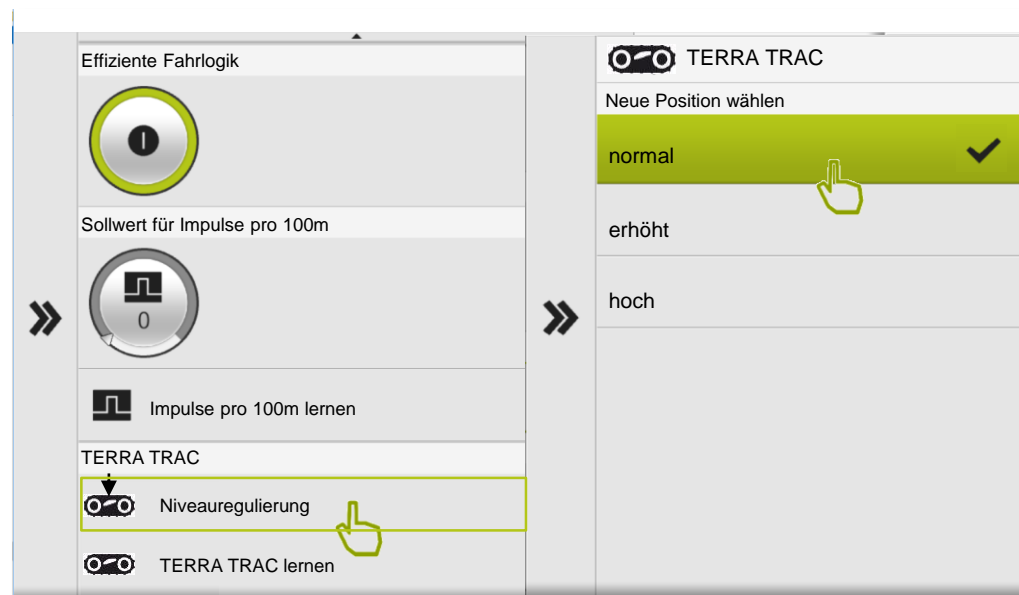 Effiziente Fahrlogik
Sollwert für Impulse pro 100m
0
Impulse pro 100m lernen
TERRA TRAC
Niveauregulierung
TERRA TRAC lernen
TERRA TRAC
Neue Position wählen
normal
erhöht
hoch